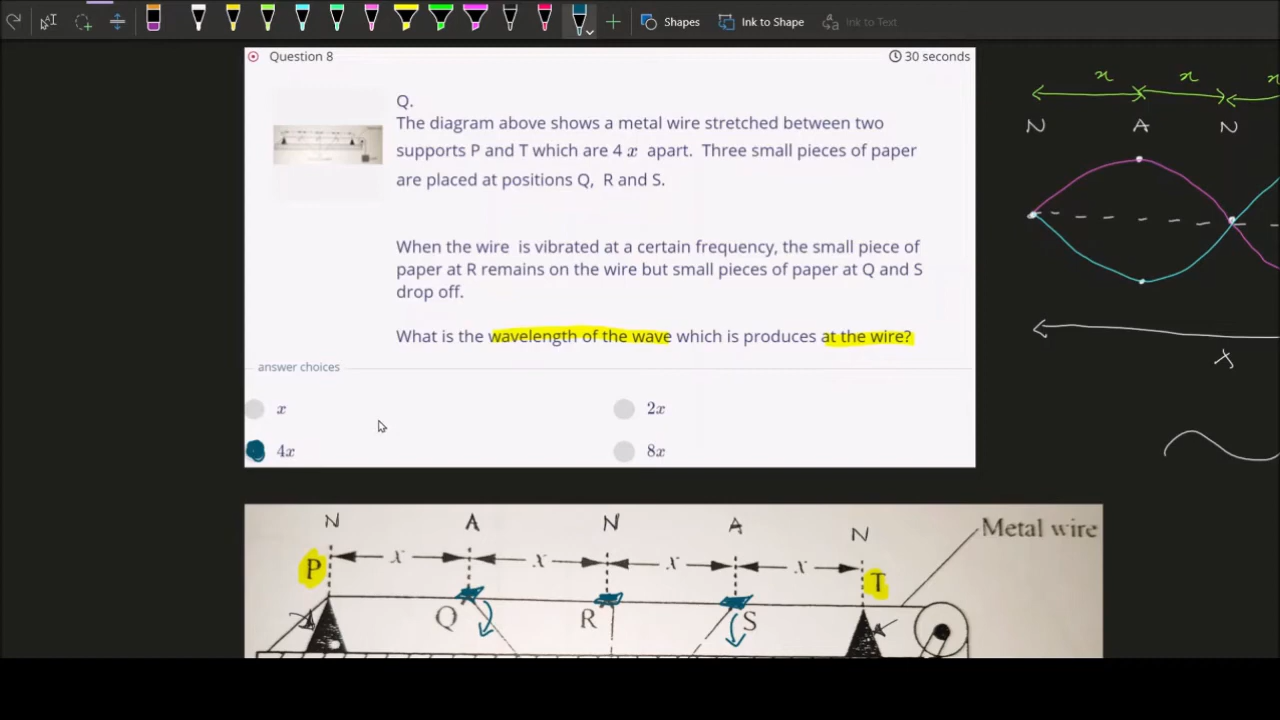 Shapes
Ink to Shape
Ink to Text
Question 8
30 seconds
Q.
The diagram above shows a metal wire stretched between two
supports P and T which are 4 x apart. Three small pieces of paper
are placed at positions Q, R and S.
When the wire is vibrated at a certain frequency, the small piece of
paper at R remains on the wire but small pieces of paper at Q and S
drop off.
What is the wavelength of the wave which is produces at the wire?
answer choices
x
2x
4x
8x
x x x
N A N
N A N A N
Metal wire
P x x x x T
Q R S